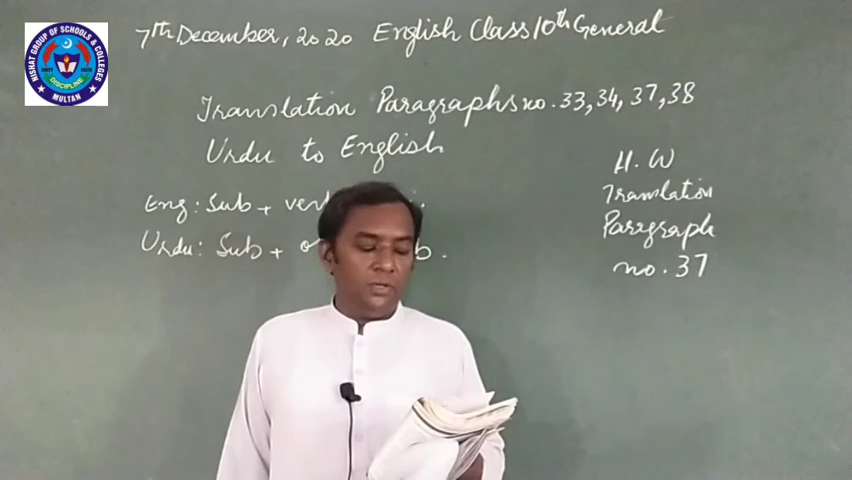 7th December, 2020 English Class 10th General
Translation Paragraphs no. 33, 34, 37, 38
Urdu to English
Eng: Sub + verb
Urdu: Sub +
H.W
Translation
Paragraph
no. 37
NISHAT GROUP OF SCHOOLS & COLLEGES
DISCIPLINE
MULTAN